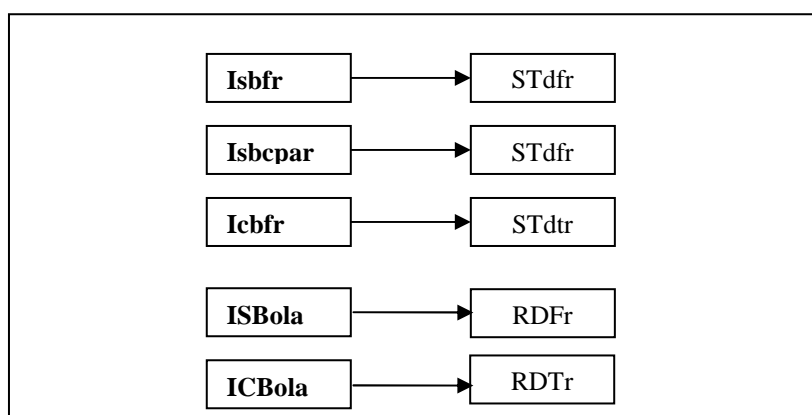 Isbfr STdfr
Isbcpar STdfr
Icbfr STdtr
ISBola RDFr
ICBola RDTr